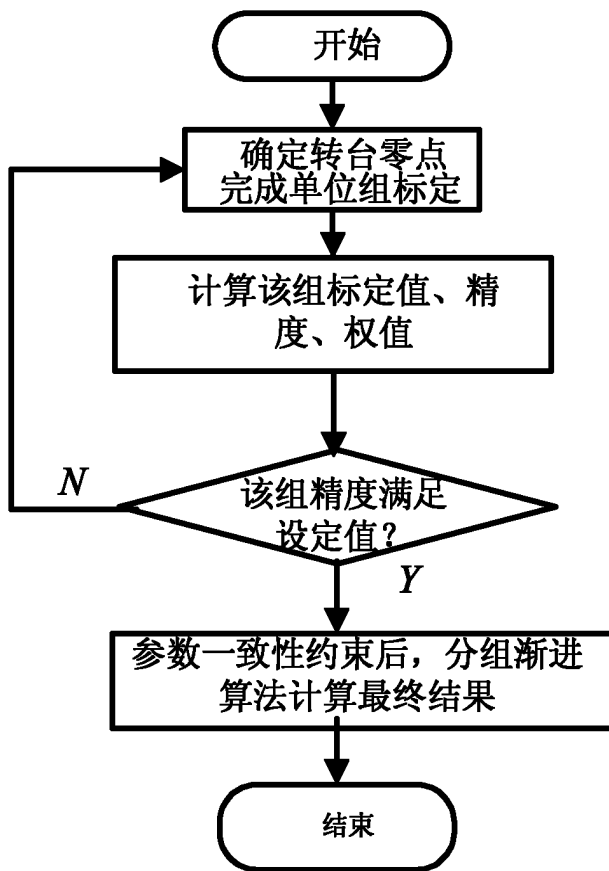 开始
确定转台零点
完成单位组标定
计算该组标定值、精
度、权值
N
该组精度满足
设定值？
Y
参数一致性约束后，分组渐进
算法计算最终结果
结束